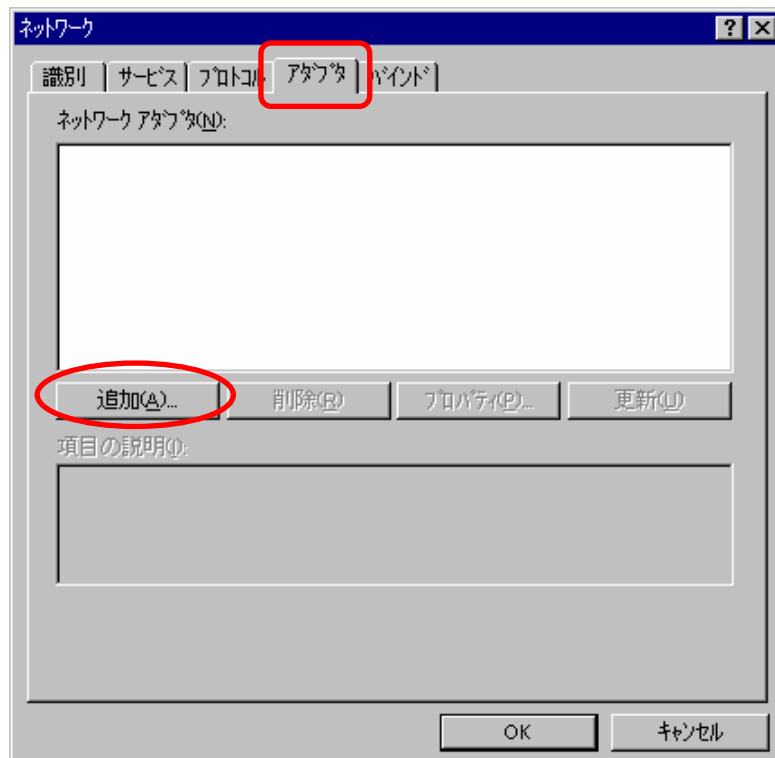 ネットワーク
識別 サービス プロトコル アダプタ バインド
ネットワーク アダプタ(N):
追加(A)... 削除(R) プロパティ(P)... 更新(U)
項目の説明(I):
OK キャンセル